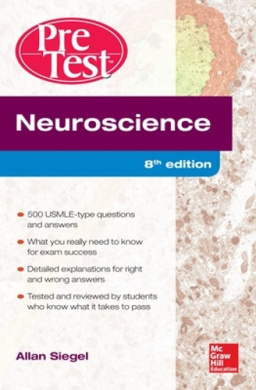 Pre
Test™
Neuroscience
8th edition
500 USMLE-type questions
and answers
What you really need to know
for exam success
Detailed explanations for right
and wrong answers
Tested and reviewed by students
who know what it takes to pass
Allan Siegel
Mc
Graw
Hill
Education